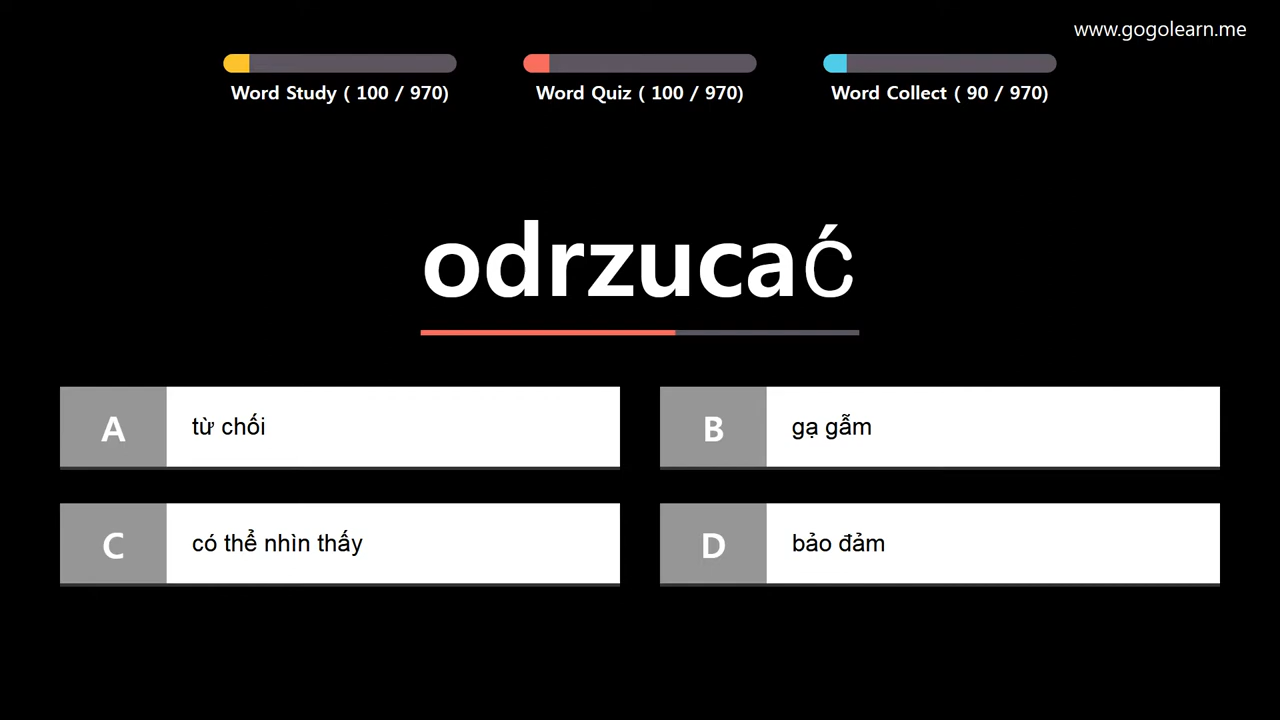 www.gogolearn.me
Word Study ( 100 / 970)
Word Quiz ( 100 / 970)
Word Collect ( 90 / 970)
odrzucać
A
từ chối
B
gạ gẫm
C
có thể nhìn thấy
D
bảo đảm